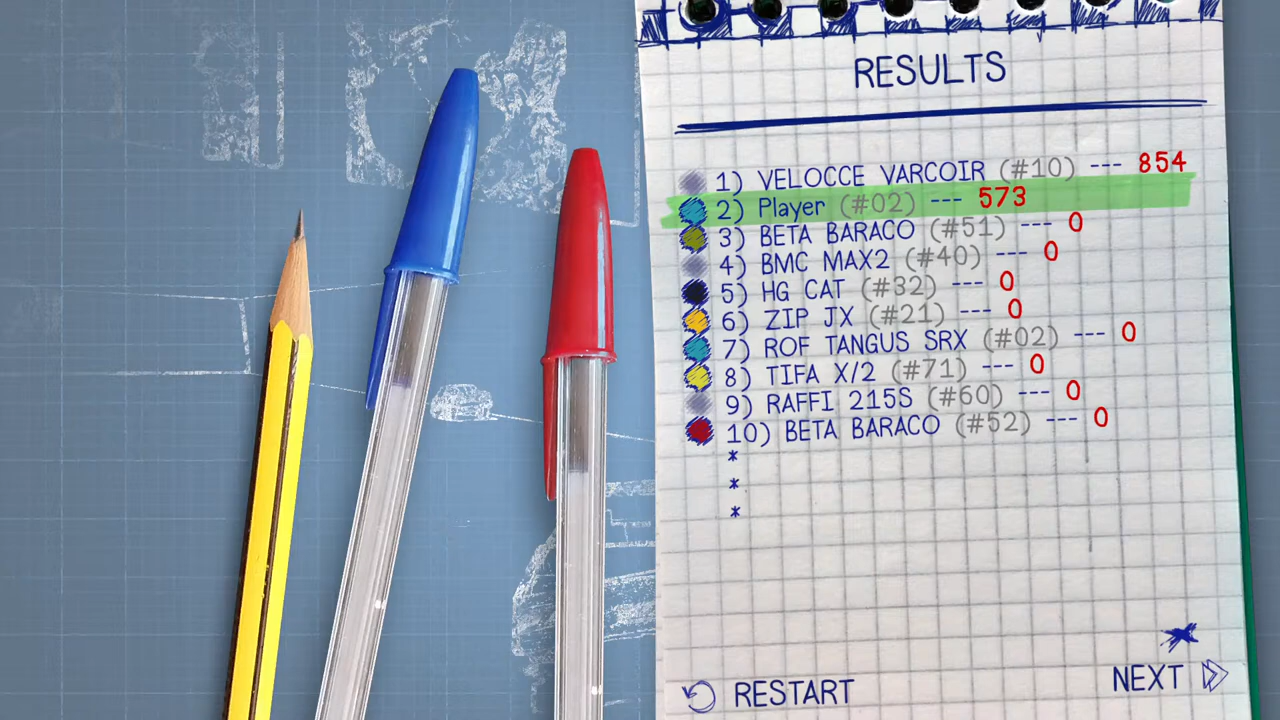 RESULTS
1) VELOCCE VARCOIR (#10) --- 854
2) Player (#02) --- 573
3) BETA BARACO (#51) --- 0
4) BMC MAX2 (#40) --- 0
5) HG CAT (#32) --- 0
6) ZIP JX (#21) --- 0
7) ROF TANGUS SRX (#02) --- 0
8) TIFA X/2 (#71) --- 0
9) RAFFI 215S (#60) --- 0
10) BETA BARACO (#52) --- 0
*
*
*
RESTART
NEXT